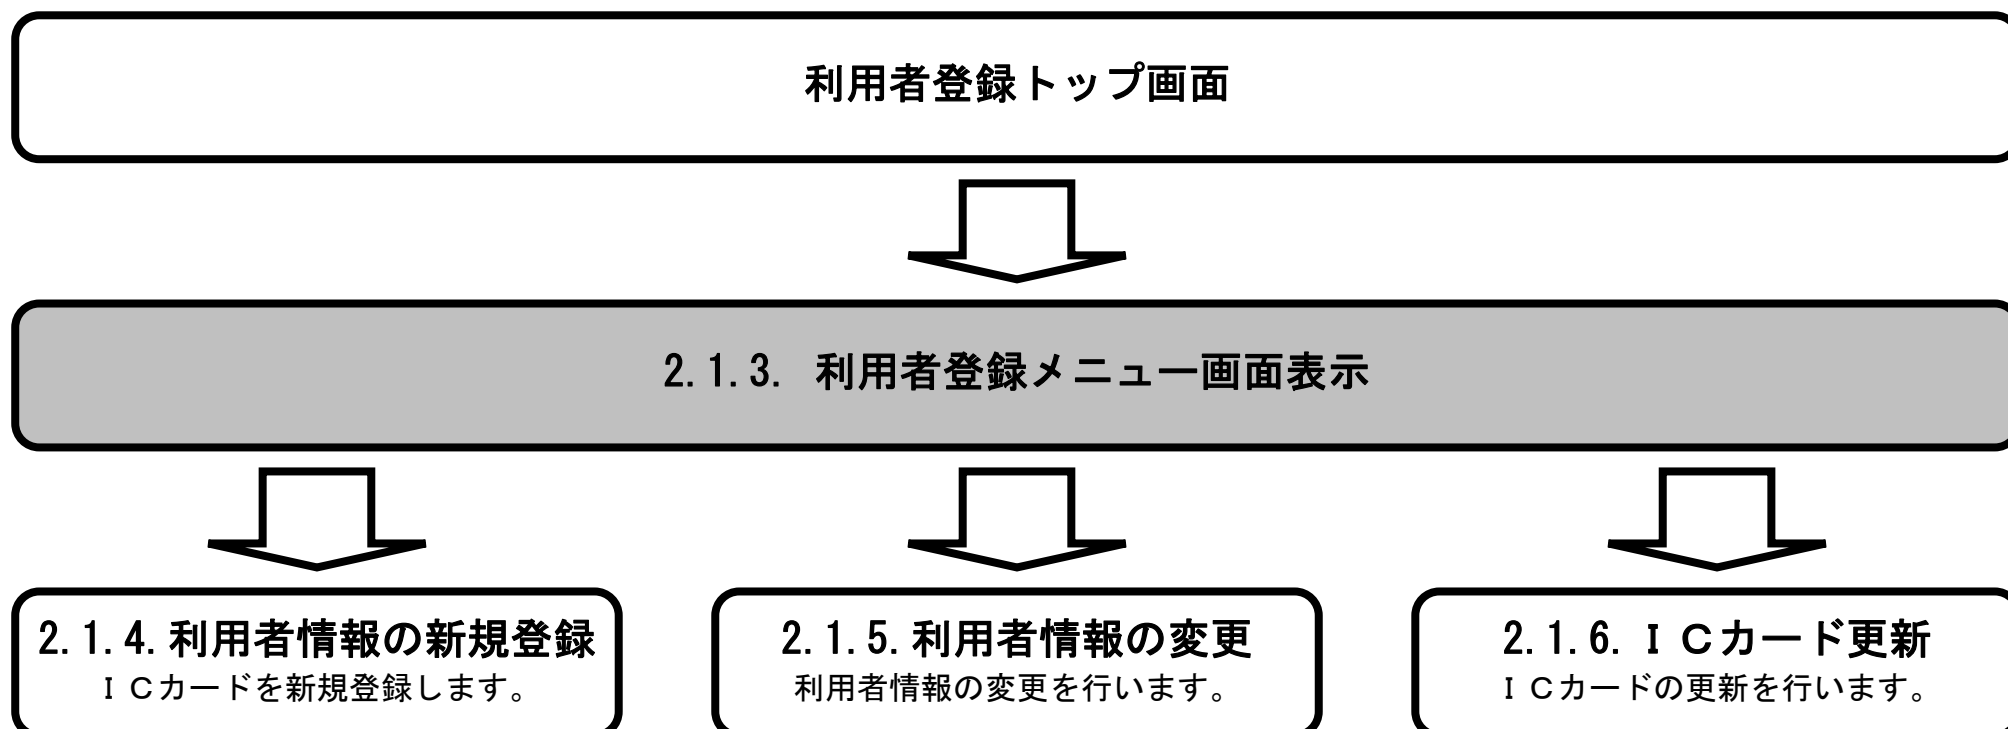 利用者登録トップ画面
2.1.3. 利用者登録メニュー画面表示
2.1.4.利用者情報の新規登録
ＩＣカードを新規登録します。
2.1.5.利用者情報の変更
利用者情報の変更を行います。
2.1.6.ＩＣカード更新
ＩＣカードの更新を行います。